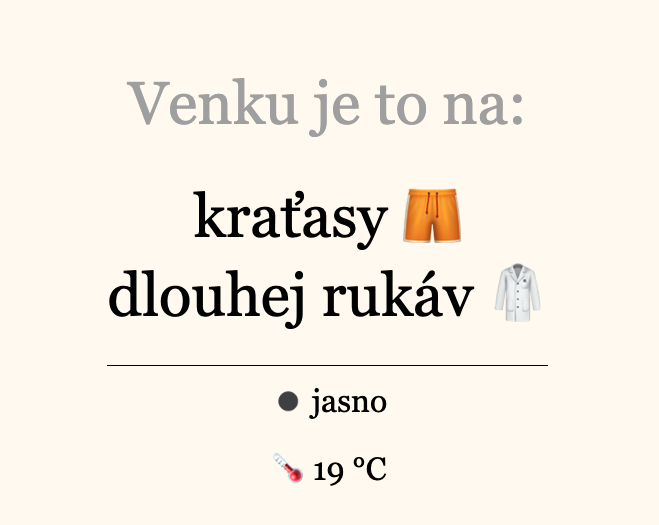 Venku je to na:
kraťasy 🩳
dlouhej rukáv 🥼
jasno
🌡️ 19 °C